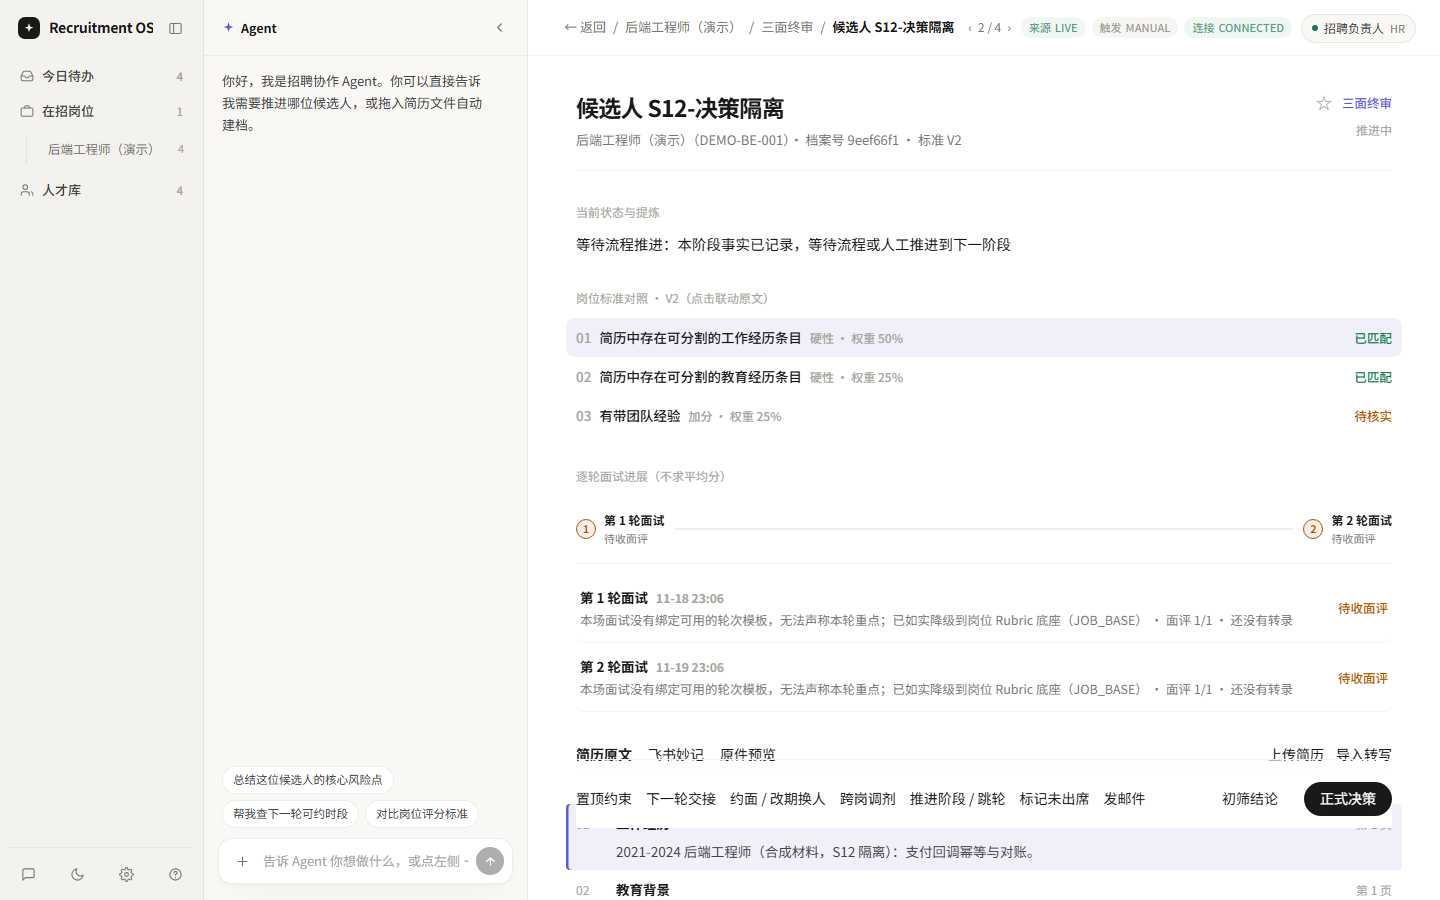 Recruitment OS
今日待办 4
在招岗位 1
后端工程师（演示） 4
人才库 4
Agent
你好，我是招聘协作 Agent。你可以直接告诉
我需要推进哪位候选人，或拖入简历文件自动
建档。
总结这位候选人的核心风险点
帮我查下一轮可约时段
对比岗位评分标准
告诉 Agent 你想做什么，或点左侧
← 返回 / 后端工程师（演示） / 三面终审 / 候选人 S12-决策隔离 ‹ 2 / 4 › 来源 LIVE 触发 MANUAL 连接 CONNECTED 招聘负责人 HR
候选人 S12-决策隔离
三面终审
后端工程师（演示）（DEMO-BE-001） · 档案号 9eef66f1 · 标准 V2
推进中
当前状态与提炼
等待流程推进：本阶段事实已记录，等待流程或人工推进到下一阶段
岗位标准对照 · V2（点击联动原文）
01 简历中存在可分割的工作经历条目 硬性 · 权重 50% 已匹配
02 简历中存在可分割的教育经历条目 硬性 · 权重 25% 已匹配
03 有带团队经验 加分 · 权重 25% 待核实
逐轮面试进展（不求平均分）
1 第 1 轮面试 待收面评
2 第 2 轮面试 待收面评
第 1 轮面试 11-18 23:06
本场面试没有绑定可用的轮次模板，无法声称本轮重点；已如实降级到岗位 Rubric 底座（JOB_BASE） · 面评 1/1 · 还没有转录
待收面评
第 2 轮面试 11-19 23:06
本场面试没有绑定可用的轮次模板，无法声称本轮重点；已如实降级到岗位 Rubric 底座（JOB_BASE） · 面评 1/1 · 还没有转录
待收面评
简历原文 飞书妙记 原件预览 上传简历 导入转写
置顶约束 下一轮交接 约面 / 改期换人 跨岗调剂 推进阶段 / 跳轮 标记未出席 发邮件 初筛结论 正式决策
2021-2024 后端工程师（合成材料，S12 隔离）：支付回调幂等与对账。
02 教育背景 第 1 页